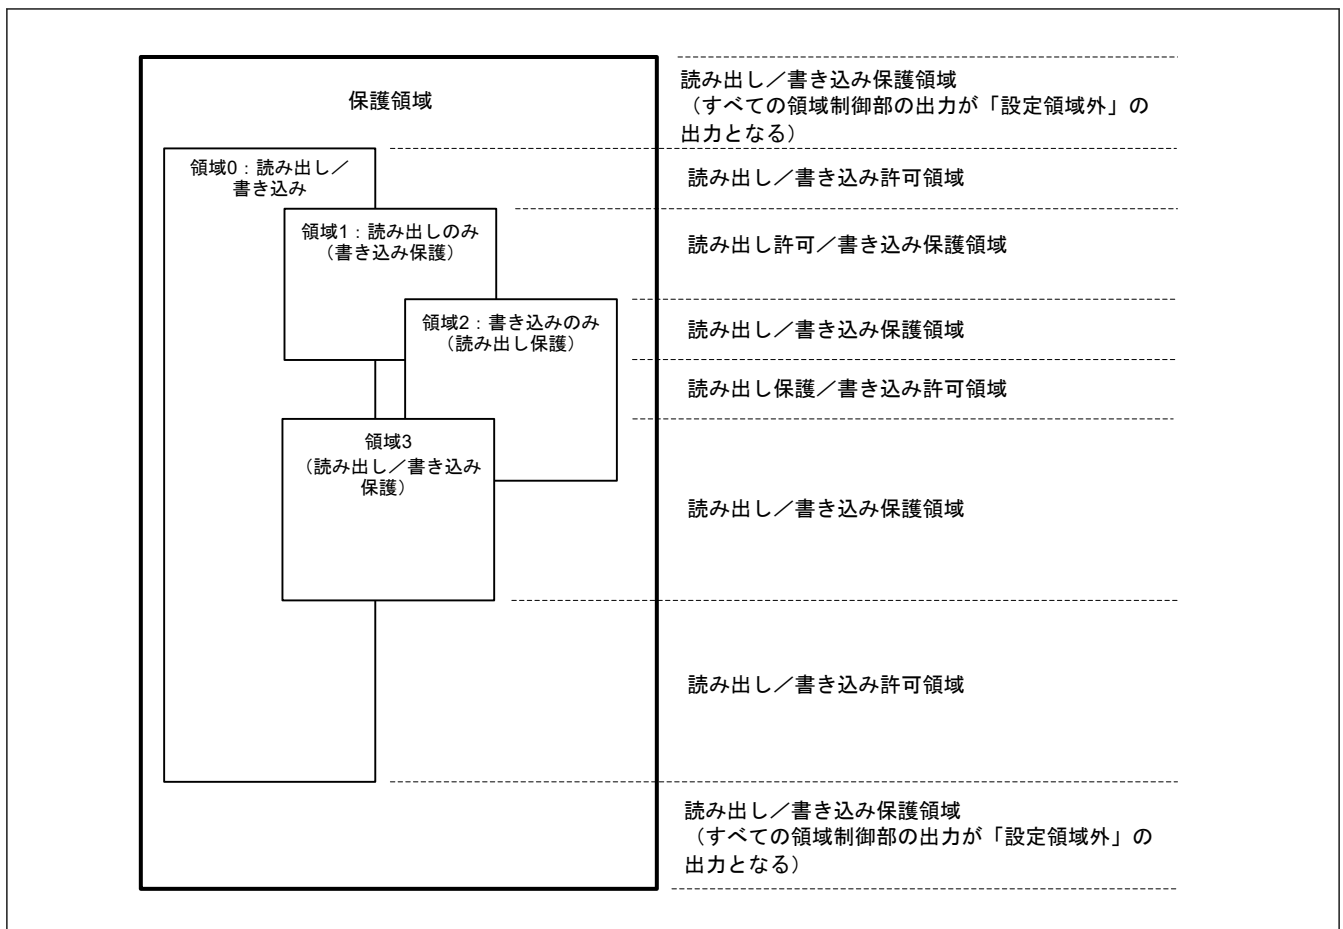 保護領域
読み出し／書き込み保護領域
（すべての領域制御部の出力が「設定領域外」の
出力となる）
領域0：読み出し／
書き込み
読み出し／書き込み許可領域
領域1：読み出しのみ
（書き込み保護）
読み出し許可／書き込み保護領域
領域2：書き込みのみ
（読み出し保護）
読み出し／書き込み保護領域
読み出し保護／書き込み許可領域
領域3
（読み出し／書き込み
保護）
読み出し／書き込み保護領域
読み出し／書き込み許可領域
読み出し／書き込み保護領域
（すべての領域制御部の出力が「設定領域外」の
出力となる）